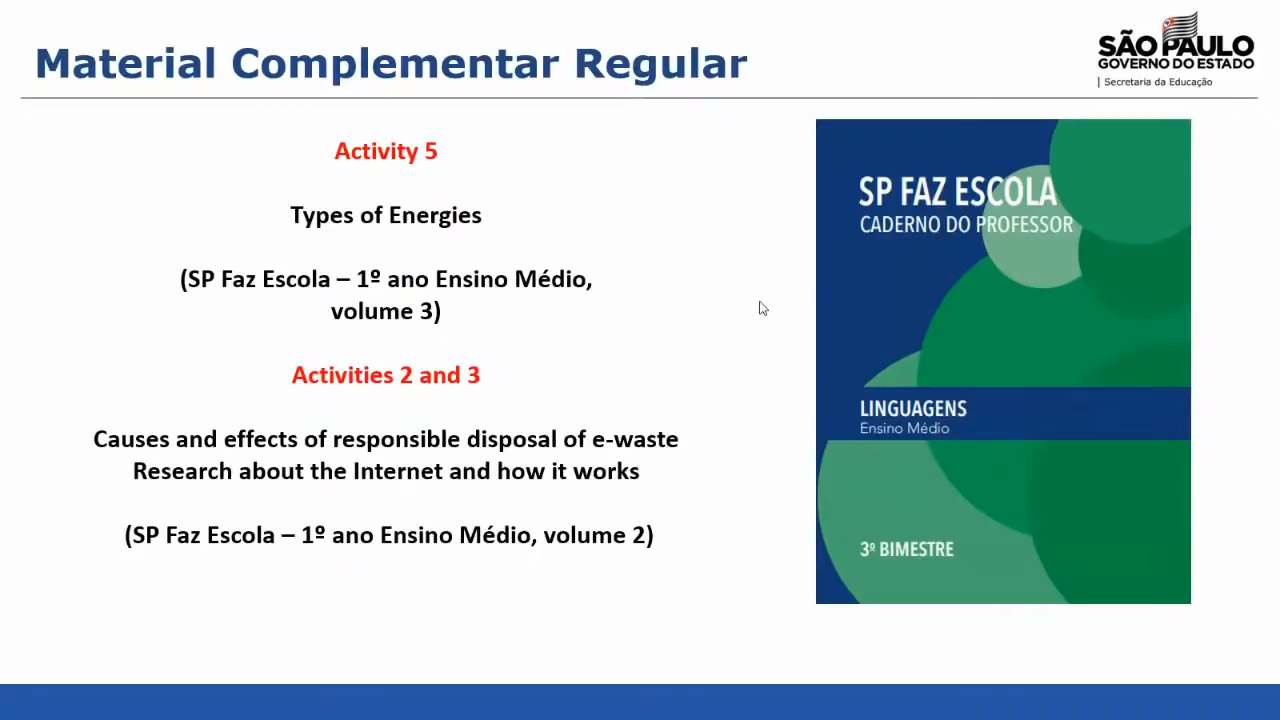 Material Complementar Regular
SÃO PAULO
GOVERNO DO ESTADO
| Secretaria da Educação
Activity 5
Types of Energies
(SP Faz Escola – 1º ano Ensino Médio,
volume 3)
Activities 2 and 3
Causes and effects of responsible disposal of e-waste
Research about the Internet and how it works
(SP Faz Escola – 1º ano Ensino Médio, volume 2)
SP FAZ ESCOLA
CADERNO DO PROFESSOR
LINGUAGENS
Ensino Médio
3º BIMESTRE